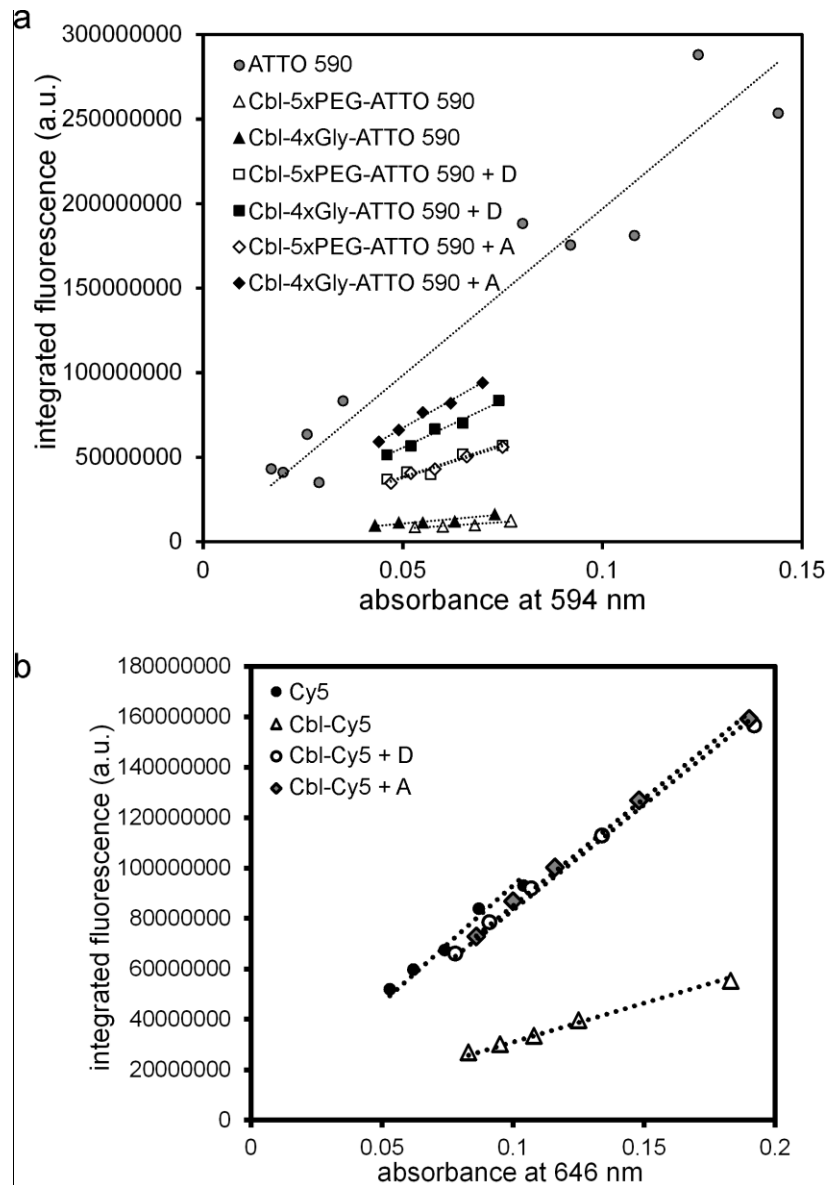 a
300000000
250000000
200000000
150000000
100000000
50000000
0
integrated fluorescence (a.u.)
ATTO 590
Cbl-5xPEG-ATTO 590
Cbl-4xGly-ATTO 590
Cbl-5xPEG-ATTO 590 + D
Cbl-4xGly-ATTO 590 + D
Cbl-5xPEG-ATTO 590 + A
Cbl-4xGly-ATTO 590 + A
0 0.05 0.1 0.15
absorbance at 594 nm
b
180000000
160000000
140000000
120000000
100000000
80000000
60000000
40000000
20000000
0
integrated fluorescence (a.u.)
Cy5
Cbl-Cy5
Cbl-Cy5 + D
Cbl-Cy5 + A
0 0.05 0.1 0.15 0.2
absorbance at 646 nm